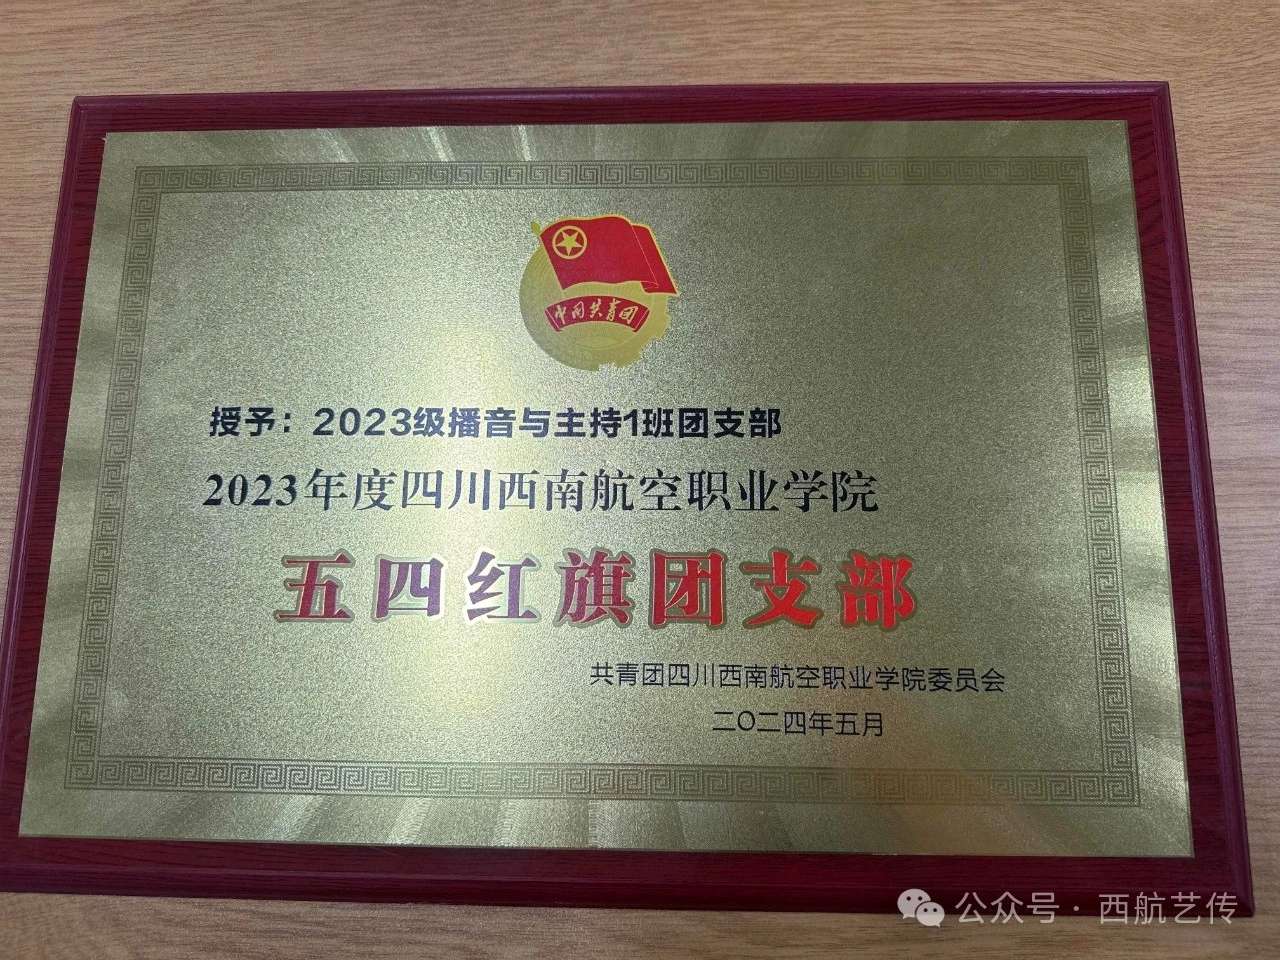 中国共青团
授予：2023级播音与主持1班团支部
2023年度四川西南航空职业学院
五四红旗团支部
共青团四川西南航空职业学院委员会
二〇二四年五月
公众号·西航艺传